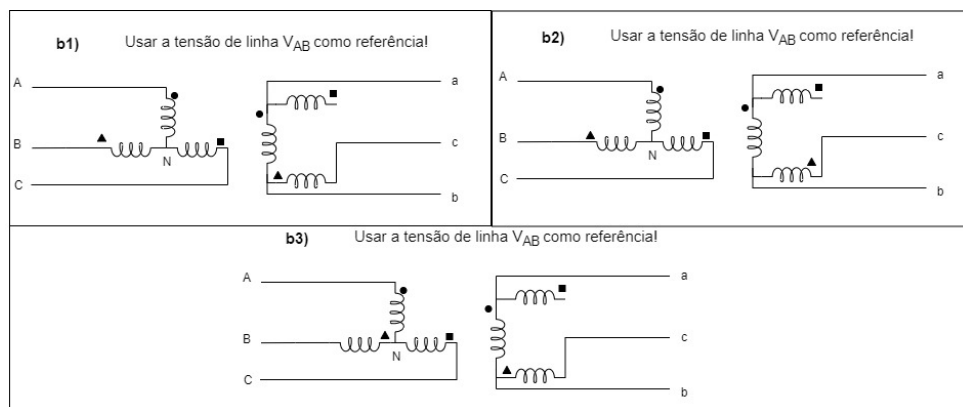 b1) Usar a tensão de linha VAB como referência!
A
B
C
N
a
c
b
b2) Usar a tensão de linha VAB como referência!
A
B
C
N
a
c
b
b3) Usar a tensão de linha VAB como referência!
A
B
C
N
a
c
b